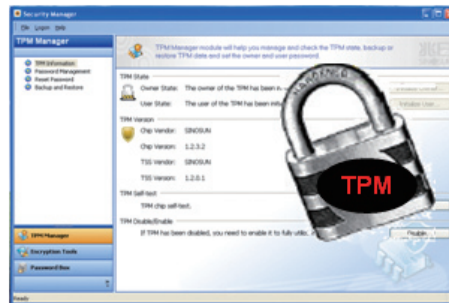 Security Manager
File Logon Help
TPM Manager
TPM Information
Password Management
Reset Password
Backup and Restore
TPM Manager module will help you manage and check the TPM state, backup or
restore TPM data and set the owner and user password.
TPM State
Owner State: The owner of the TPM has been
User State: The user of the TPM has been
TPM Version
Chip Vendor: SINOSUN
Chip Version: 1.2.3.2
TSS Vendor: SINOSUN
TSS Version: 1.2.0.1
TPM Self-test
TPM chip self-test.
TPM Disable/Enable
If TPM has been disabled, you need to enable it to fully
HARDENED
TPM
TPM Manager
Encryption Tools
Password Box
Ready